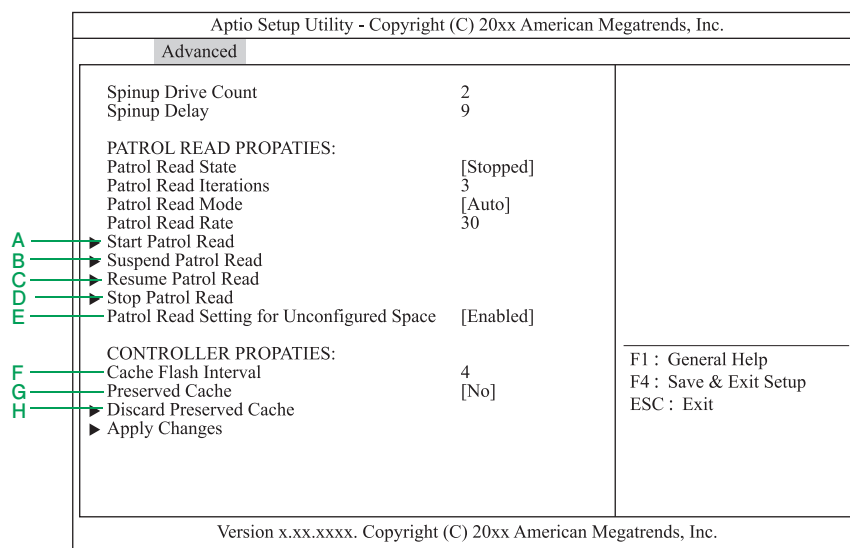 Aptio Setup Utility - Copyright (C) 20xx American Megatrends, Inc.
Advanced
Spinup Drive Count 2
Spinup Delay 9
PATROL READ PROPATIES:
Patrol Read State [Stopped]
Patrol Read Iterations 3
Patrol Read Mode [Auto]
Patrol Read Rate 30
A ▶ Start Patrol Read
B ▶ Suspend Patrol Read
C ▶ Resume Patrol Read
D ▶ Stop Patrol Read
E Patrol Read Setting for Unconfigured Space [Enabled]
CONTROLLER PROPATIES:
F Cache Flash Interval 4
G Preserved Cache [No]
H ▶ Discard Preserved Cache
▶ Apply Changes
F1 : General Help
F4 : Save & Exit Setup
ESC : Exit
Version x.xx.xxxx. Copyright (C) 20xx American Megatrends, Inc.